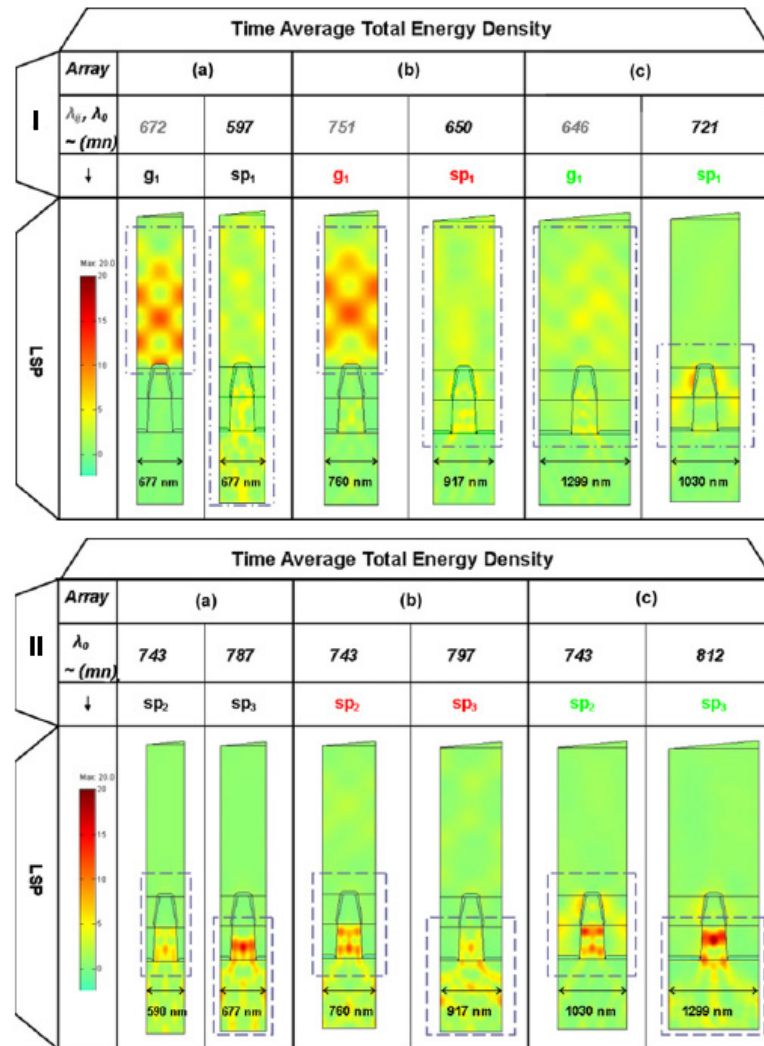 Time Average Total Energy Density
I
Array (a) (b) (c)
λij, λ0 ~ (mn) 672 597 751 650 646 721
↓ g1 sp1 g1 sp1 g1 sp1
LSP
Max: 20.0
20
15
10
5
0
677 nm 677 nm 760 nm 917 nm 1299 nm 1030 nm
Time Average Total Energy Density
II
Array (a) (b) (c)
λ0 ~ (mn) 743 787 743 797 743 812
↓ sp2 sp3 sp2 sp3 sp2 sp3
LSP
Max: 20.0
20
15
10
5
0
590 nm 677 nm 760 nm 917 nm 1030 nm 1299 nm